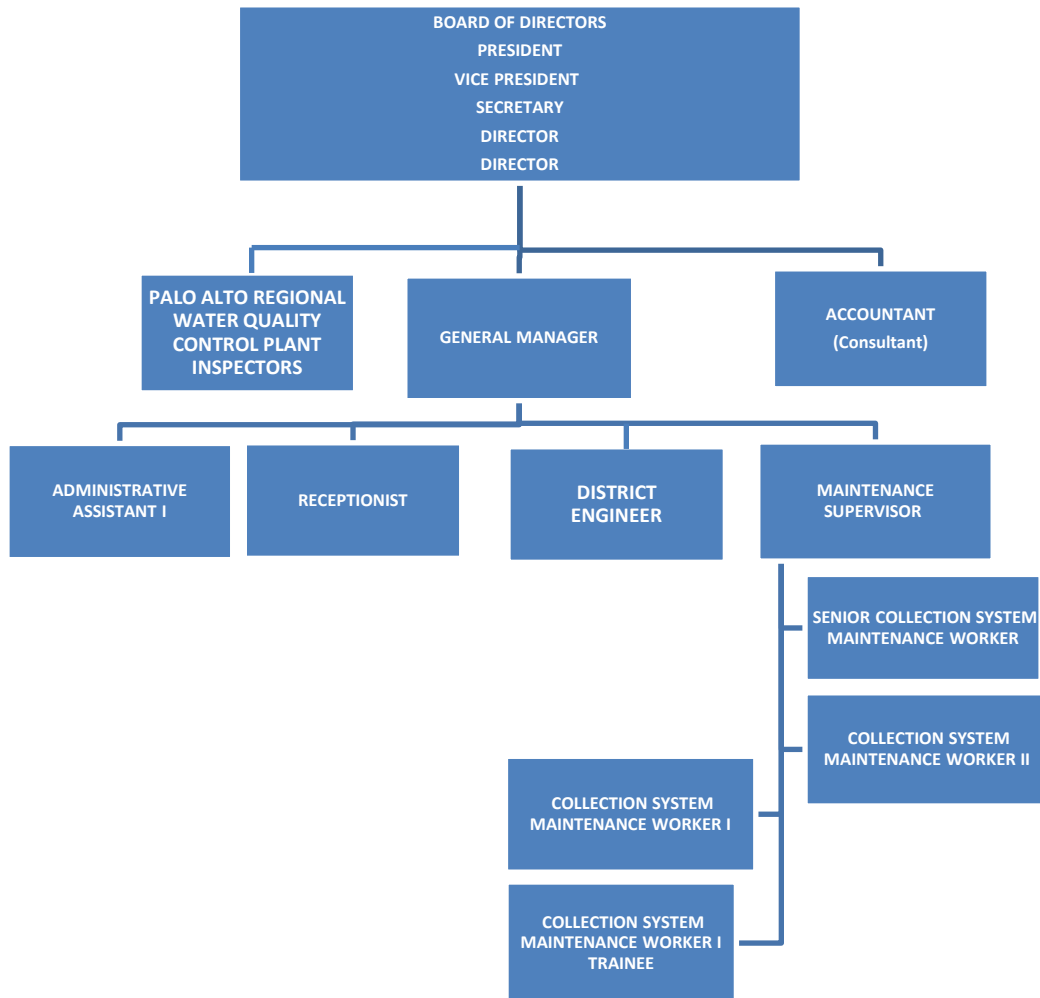 BOARD OF DIRECTORS
PRESIDENT
VICE PRESIDENT
SECRETARY
DIRECTOR
DIRECTOR
PALO ALTO REGIONAL
WATER QUALITY
CONTROL PLANT
INSPECTORS
GENERAL MANAGER
ACCOUNTANT
(Consultant)
ADMINISTRATIVE
ASSISTANT I
RECEPTIONIST
DISTRICT
ENGINEER
MAINTENANCE
SUPERVISOR
SENIOR COLLECTION SYSTEM
MAINTENANCE WORKER
COLLECTION SYSTEM
MAINTENANCE WORKER II
COLLECTION SYSTEM
MAINTENANCE WORKER I
COLLECTION SYSTEM
MAINTENANCE WORKER I
TRAINEE